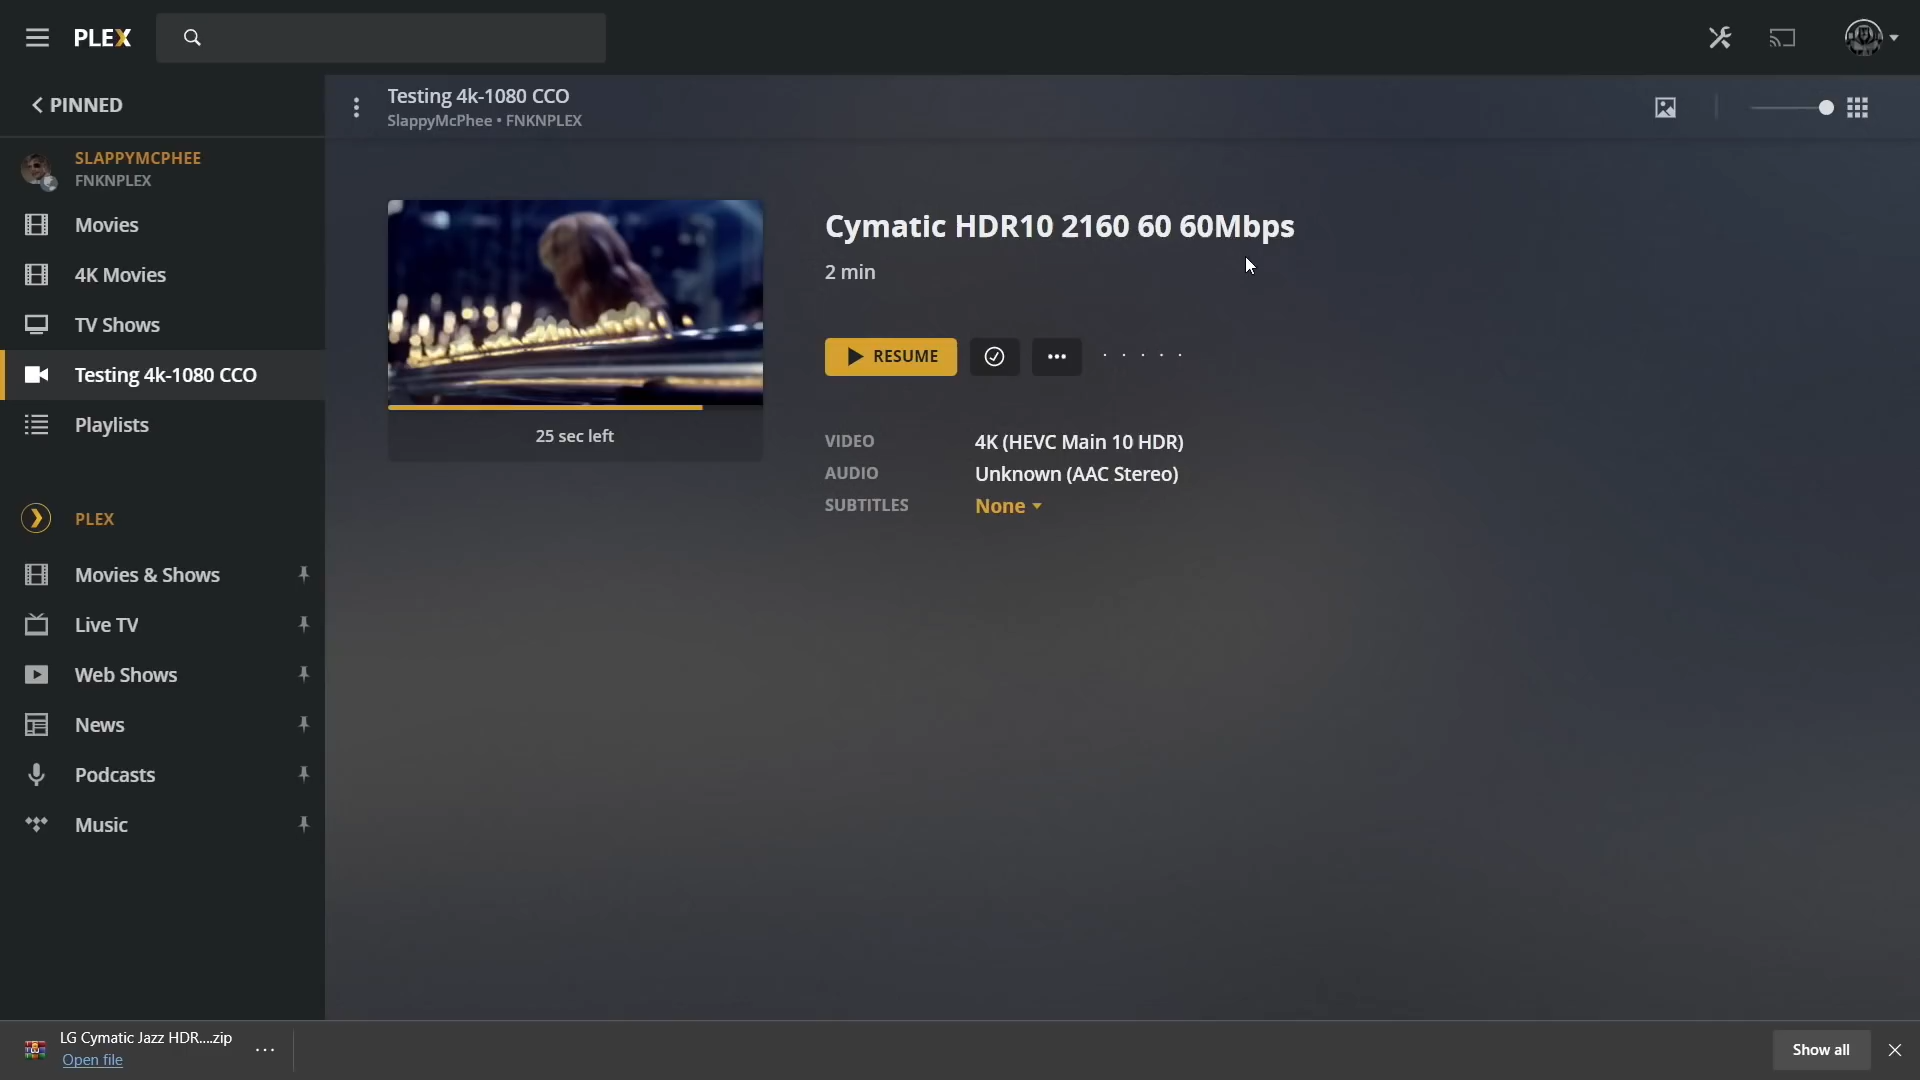 PLEX
PINNED
Testing 4k-1080 CCO
SlappyMcPhee • FNKNPLEX
SLAPPYMCPHEE
FNKNPLEX
Movies
4K Movies
TV Shows
Testing 4k-1080 CCO
Playlists
PLEX
Movies & Shows
Live TV
Web Shows
News
Podcasts
Music
25 sec left
Cymatic HDR10 2160 60 60Mbps
2 min
RESUME
VIDEO 4K (HEVC Main 10 HDR)
AUDIO Unknown (AAC Stereo)
SUBTITLES None
LG Cymatic Jazz HDR....zip
Open file
Show all